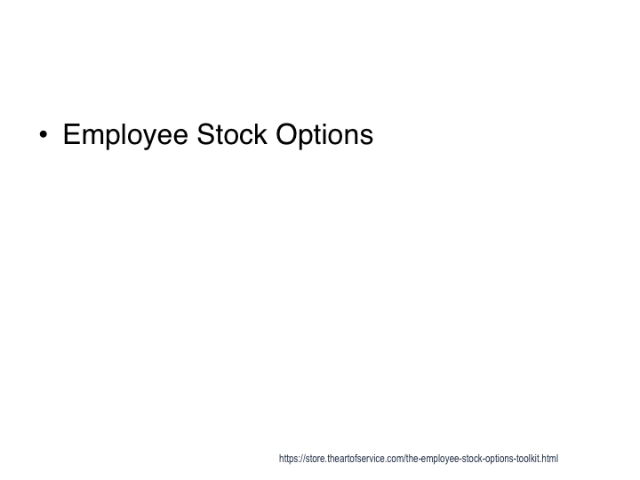 • Employee Stock Options
https://store.theartofservice.com/the-employee-stock-options-toolkit.html